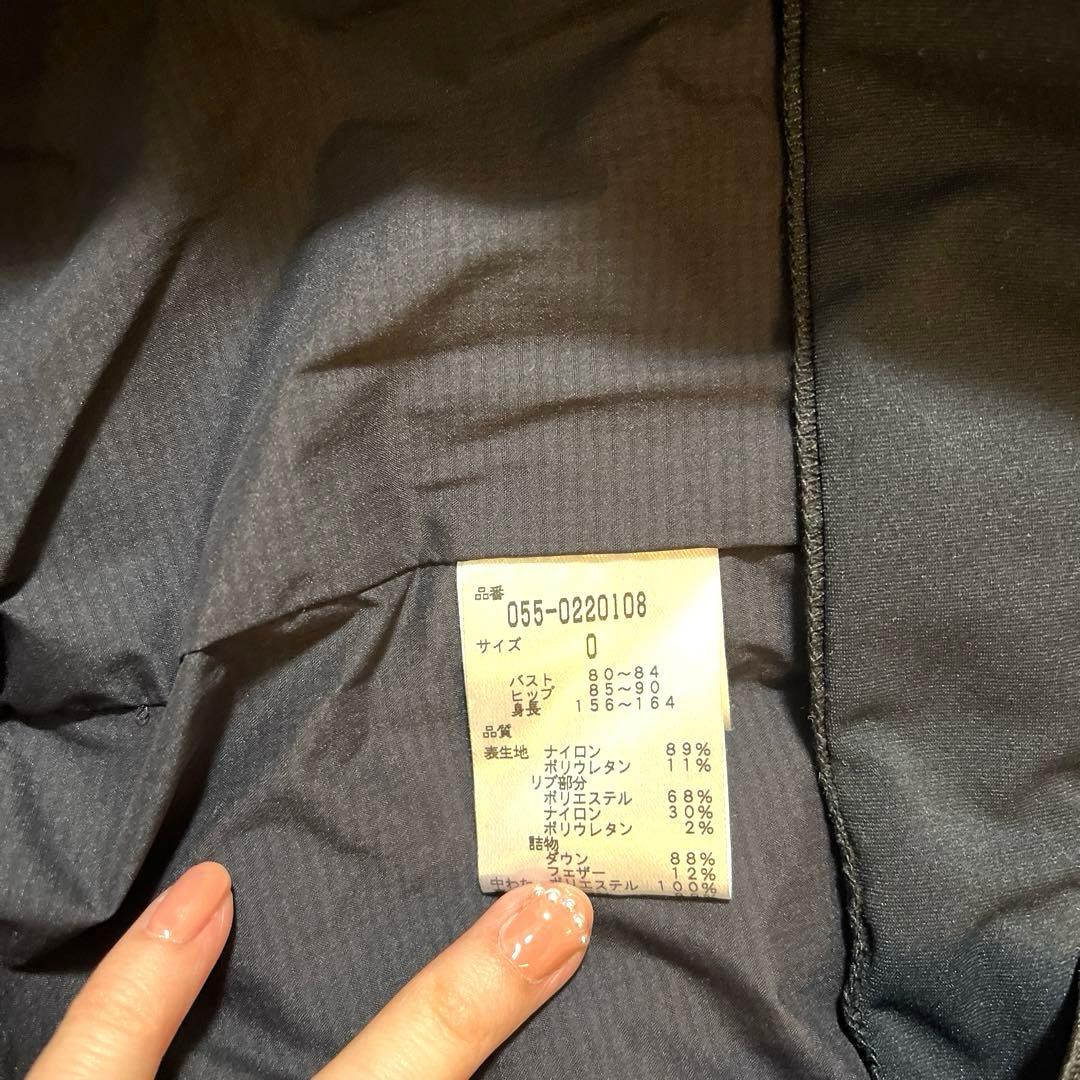 品番
055-0220108
サイズ 0
バスト 80〜84
ヒップ 85〜90
身長 156〜164
品質
表生地 ナイロン 89%
ポリウレタン 11%
リブ部分
ポリエステル 68%
ナイロン 30%
ポリウレタン 2%
詰物
ダウン 88%
フェザー 12%
中わた ポリエステル 100%